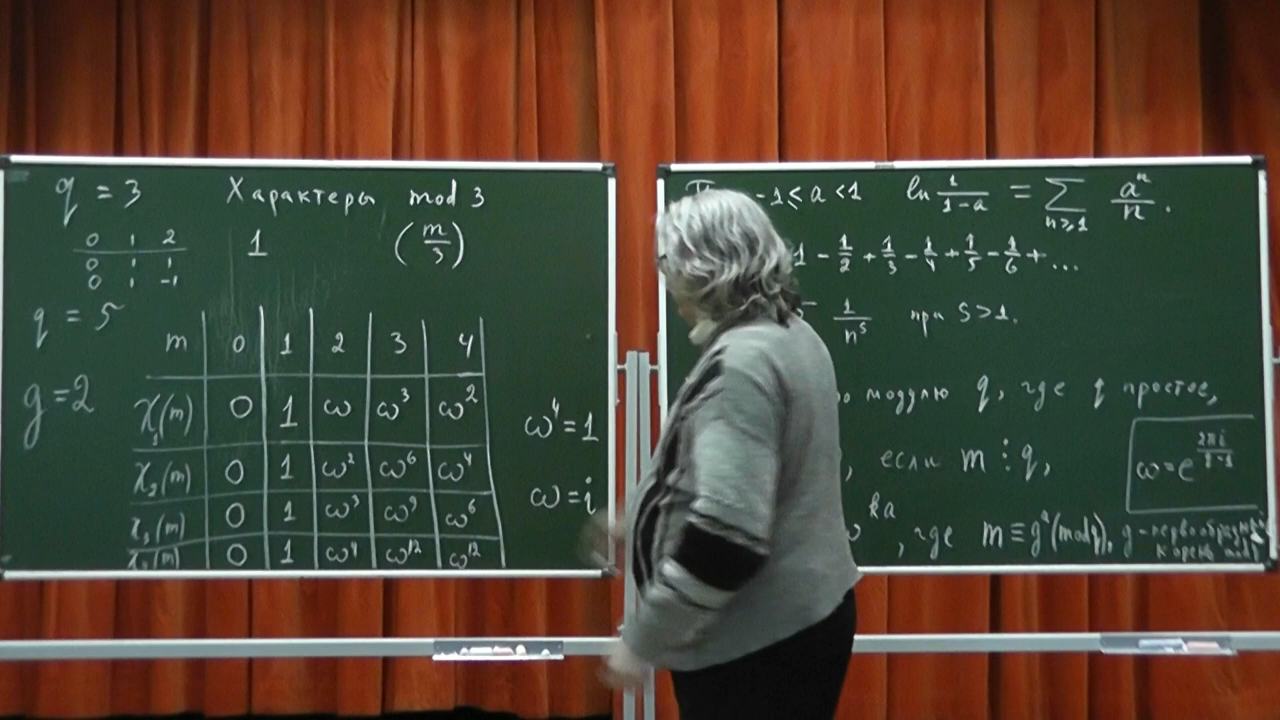 q = 3 Характеры mod 3
0 1 2 1 (m/3)
0 1 1
0 1 -1
q = 5
g = 2
m 0 1 2 3 4
χ₁(m) 0 1 ω ω³ ω²
χ₂(m) 0 1 ω² ω⁶ ω⁴
χ₃(m) 0 1 ω³ ω⁹ ω⁶
χ₄(m) 0 1 ω⁴ ω¹² ω¹²
ω⁴ = 1
ω = i
-1 ≤ a < 1 ln 1/(1-a) = ∑ n≥1 aⁿ/n .
1 - 1/2 + 1/3 - 1/4 + 1/5 - 1/6 + ...
1/nˢ при s > 1.
модулю q, где q простое,
, если m ⋮ q,
ω = e^(2πi/(q-1))
ω^ka , где m ≡ gᵃ (mod q), g - первообразный
корень mod q